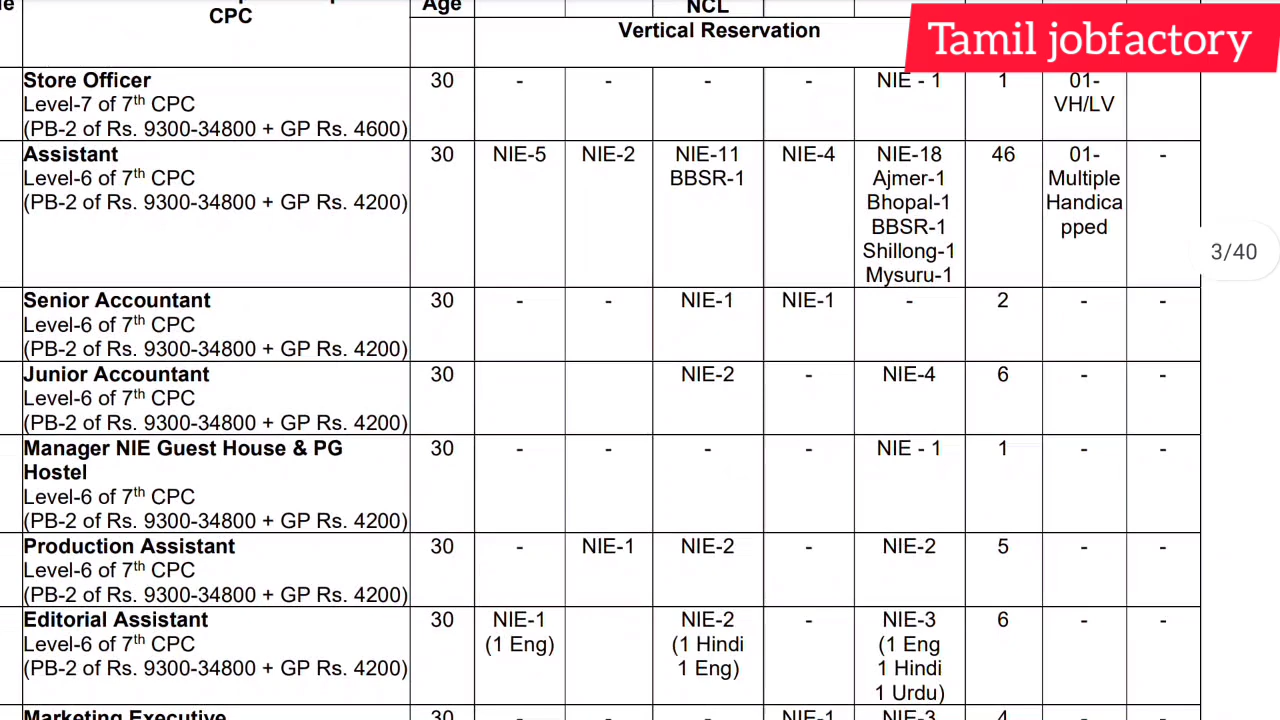 CPC Age NCL
Vertical Reservation
Tamil jobfactory
Store Officer 30 - - - - NIE - 1 1 01-
Level-7 of 7th CPC VH/LV
(PB-2 of Rs. 9300-34800 + GP Rs. 4600)
Assistant 30 NIE-5 NIE-2 NIE-11 NIE-4 NIE-18 46 01- -
Level-6 of 7th CPC BBSR-1 Ajmer-1 Multiple
(PB-2 of Rs. 9300-34800 + GP Rs. 4200) Bhopal-1 Handica
BBSR-1 pped
Shillong-1
Mysuru-1
3/40
Senior Accountant 30 - - NIE-1 NIE-1 - 2 - -
Level-6 of 7th CPC
(PB-2 of Rs. 9300-34800 + GP Rs. 4200)
Junior Accountant 30 NIE-2 - NIE-4 6 - -
Level-6 of 7th CPC
(PB-2 of Rs. 9300-34800 + GP Rs. 4200)
Manager NIE Guest House & PG 30 - - - - NIE - 1 1 - -
Hostel
Level-6 of 7th CPC
(PB-2 of Rs. 9300-34800 + GP Rs. 4200)
Production Assistant 30 - NIE-1 NIE-2 - NIE-2 5 - -
Level-6 of 7th CPC
(PB-2 of Rs. 9300-34800 + GP Rs. 4200)
Editorial Assistant 30 NIE-1 NIE-2 - NIE-3 6 - -
Level-6 of 7th CPC (1 Eng) (1 Hindi (1 Eng
(PB-2 of Rs. 9300-34800 + GP Rs. 4200) 1 Eng) 1 Hindi
1 Urdu)
Marketing Executive 30 - - - NIE-1 NIE-3 4 - -